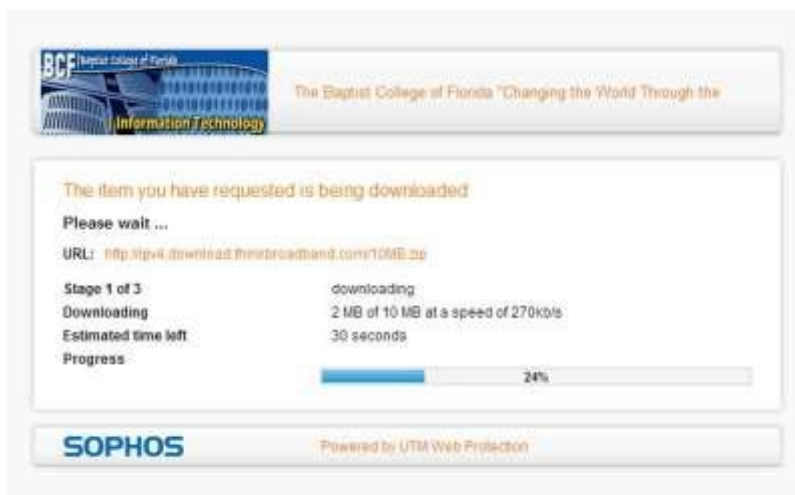 BCF Baptist College of Florida
Information Technology
The Baptist College of Florida "Changing the World Through the
The item you have requested is being downloaded
Please wait ...
URL: http://ipv4.download.thinkbroadband.com/10MB.zip
Stage 1 of 3 downloading
Downloading 2 MB of 10 MB at a speed of 270kb/s
Estimated time left 30 seconds
Progress
24%
SOPHOS Powered by UTM Web Protection